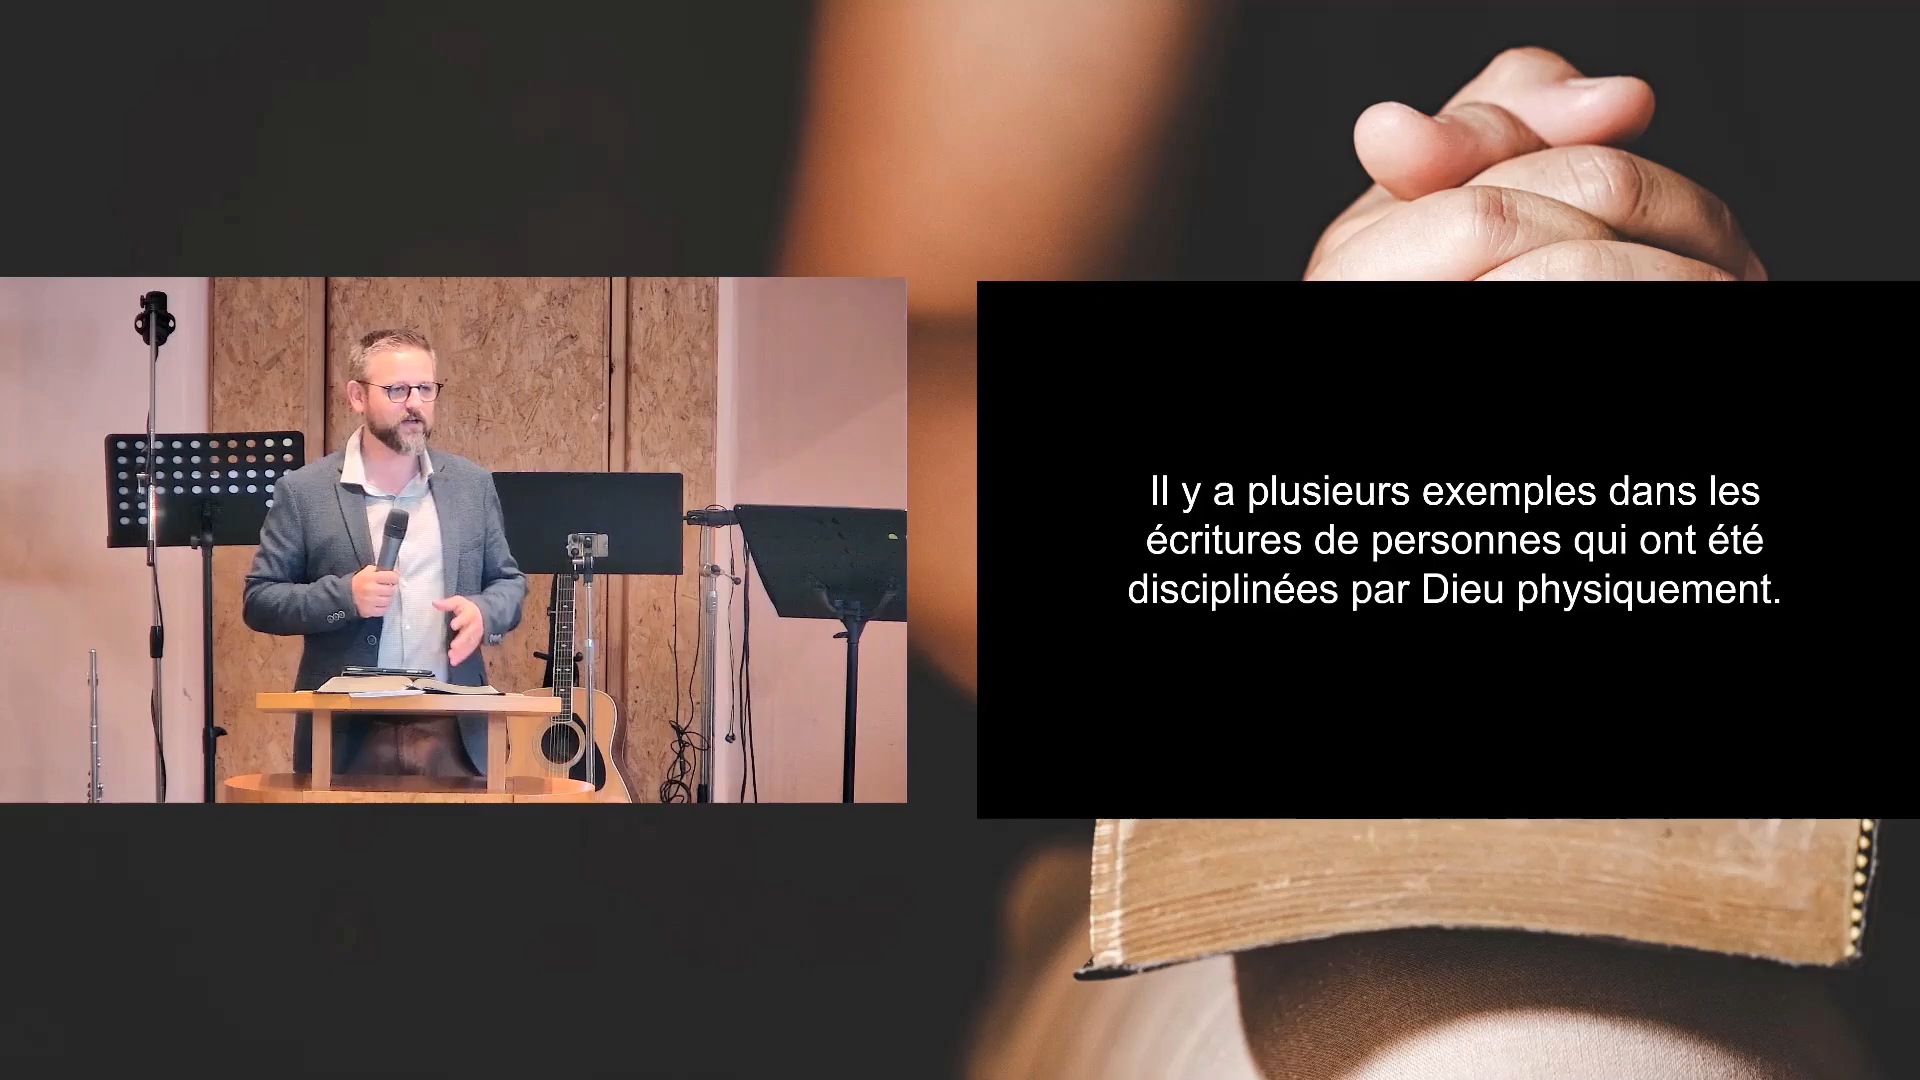 Il y a plusieurs exemples dans les
écritures de personnes qui ont été
disciplinées par Dieu physiquement.